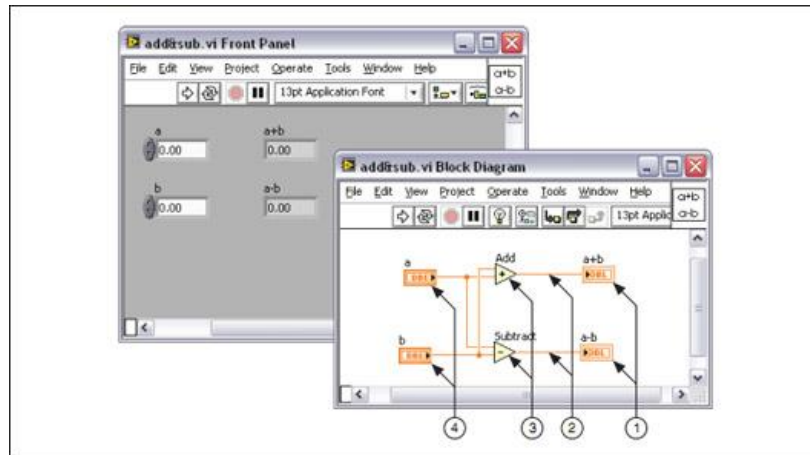 add&sub.vi Front Panel
File Edit View Project Operate Tools Window Help
13pt Application Font
a+b
a-b
a
0.00
a+b
0.00
b
0.00
a-b
0.00
add&sub.vi Block Diagram
File Edit View Project Operate Tools Window Help
13pt Applic
a+b
a-b
a
DBL
Add
+
a+b
DBL
b
DBL
Subtract
-
a-b
DBL
4
3
2
1